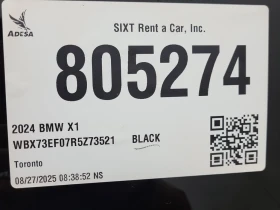 ADESA
SIXT Rent a Car, Inc.
805274
2024 BMW X1
WBX73EF07R5Z73521 BLACK
Toronto
08/27/2025 08:38:52 NS